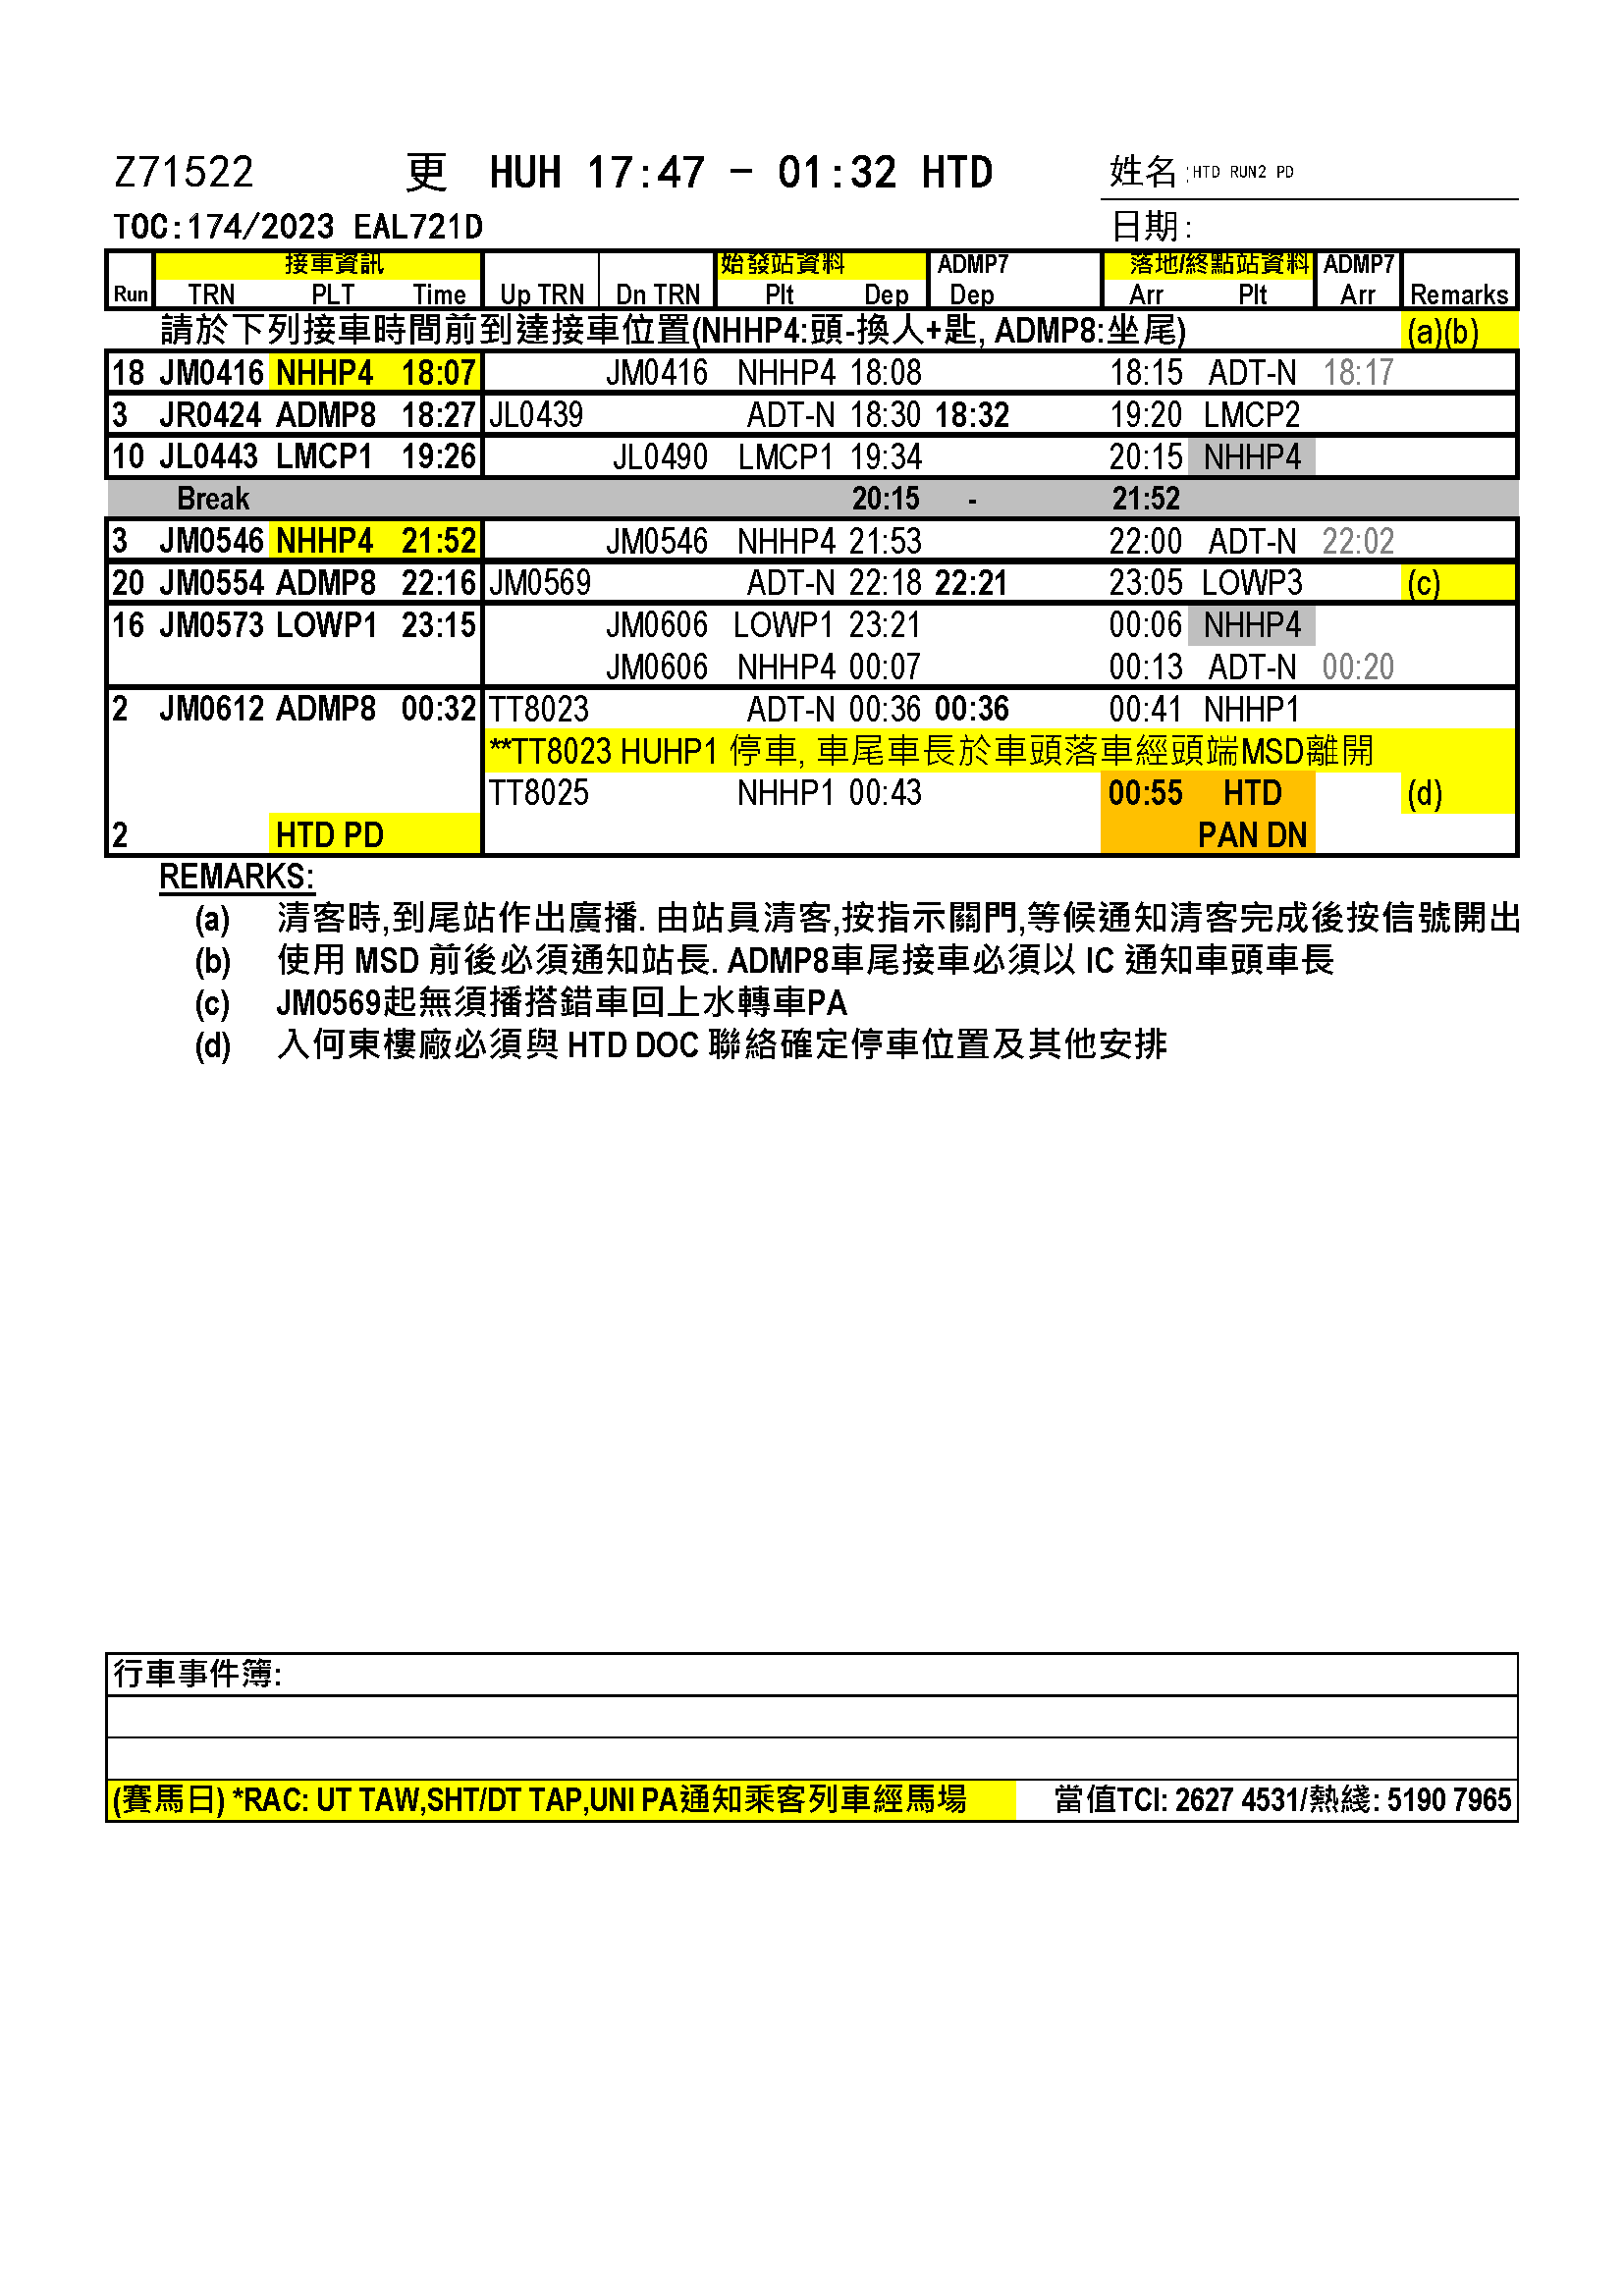 Z71522 更 HUH 17:47 - 01:32 HTD 姓名:HTD RUN2 PD
TOC:174/2023 EAL721D 日期:
接車資訊 始發站資料 ADMP7 落地/終點站資料 ADMP7
Run TRN PLT Time Up TRN Dn TRN Plt Dep Dep Arr Plt Arr Remarks
請於下列接車時間前到達接車位置(NHHP4:頭-換人+匙, ADMP8:坐尾) (a)(b)
18 JM0416 NHHP4 18:07 JM0416 NHHP4 18:08 18:15 ADT-N 18:17
3 JR0424 ADMP8 18:27 JL0439 ADT-N 18:30 18:32 19:20 LMCP2
10 JL0443 LMCP1 19:26 JL0490 LMCP1 19:34 20:15 NHHP4
Break 20:15 - 21:52
3 JM0546 NHHP4 21:52 JM0546 NHHP4 21:53 22:00 ADT-N 22:02
20 JM0554 ADMP8 22:16 JM0569 ADT-N 22:18 22:21 23:05 LOWP3 (c)
16 JM0573 LOWP1 23:15 JM0606 LOWP1 23:21 00:06 NHHP4
JM0606 NHHP4 00:07 00:13 ADT-N 00:20
2 JM0612 ADMP8 00:32 TT8023 ADT-N 00:36 00:36 00:41 NHHP1
**TT8023 HUHP1 停車, 車尾車長於車頭落車經頭端MSD離開
TT8025 NHHP1 00:43 00:55 HTD (d)
2 HTD PD PAN DN
REMARKS:
(a) 清客時,到尾站作出廣播. 由站員清客,按指示關門,等候通知清客完成後按信號開出
(b) 使用 MSD 前後必須通知站長. ADMP8車尾接車必須以 IC 通知車頭車長
(c) JM0569起無須播搭錯車回上水轉車PA
(d) 入何東樓廠必須與 HTD DOC 聯絡確定停車位置及其他安排
行車事件簿:
(賽馬日) *RAC: UT TAW,SHT/DT TAP,UNI PA通知乘客列車經馬場 當值TCI: 2627 4531/熱綫: 5190 7965